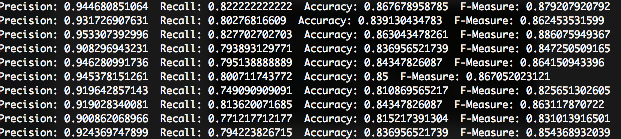 Precision: 0.944680851064 Recall: 0.822222222222 Accuracy: 0.867678958785 F-Measure: 0.879207920792
Precision: 0.931726907631 Recall: 0.80276816609 Accuracy: 0.839130434783 F-Measure: 0.862453531599
Precision: 0.953307392996 Recall: 0.827702702703 Accuracy: 0.863043478261 F-Measure: 0.886075949367
Precision: 0.908296943231 Recall: 0.793893129771 Accuracy: 0.836956521739 F-Measure: 0.847250509165
Precision: 0.946280991736 Recall: 0.795138888889 Accuracy: 0.84347826087 F-Measure: 0.864150943396
Precision: 0.945378151261 Recall: 0.800711743772 Accuracy: 0.85 F-Measure: 0.867052023121
Precision: 0.919642857143 Recall: 0.749090909091 Accuracy: 0.810869565217 F-Measure: 0.825651302605
Precision: 0.919028340081 Recall: 0.813620071685 Accuracy: 0.84347826087 F-Measure: 0.863117870722
Precision: 0.900862068966 Recall: 0.771217712177 Accuracy: 0.815217391304 F-Measure: 0.831013916501
Precision: 0.924369747899 Recall: 0.794223826715 Accuracy: 0.836956521739 F-Measure: 0.854368932039